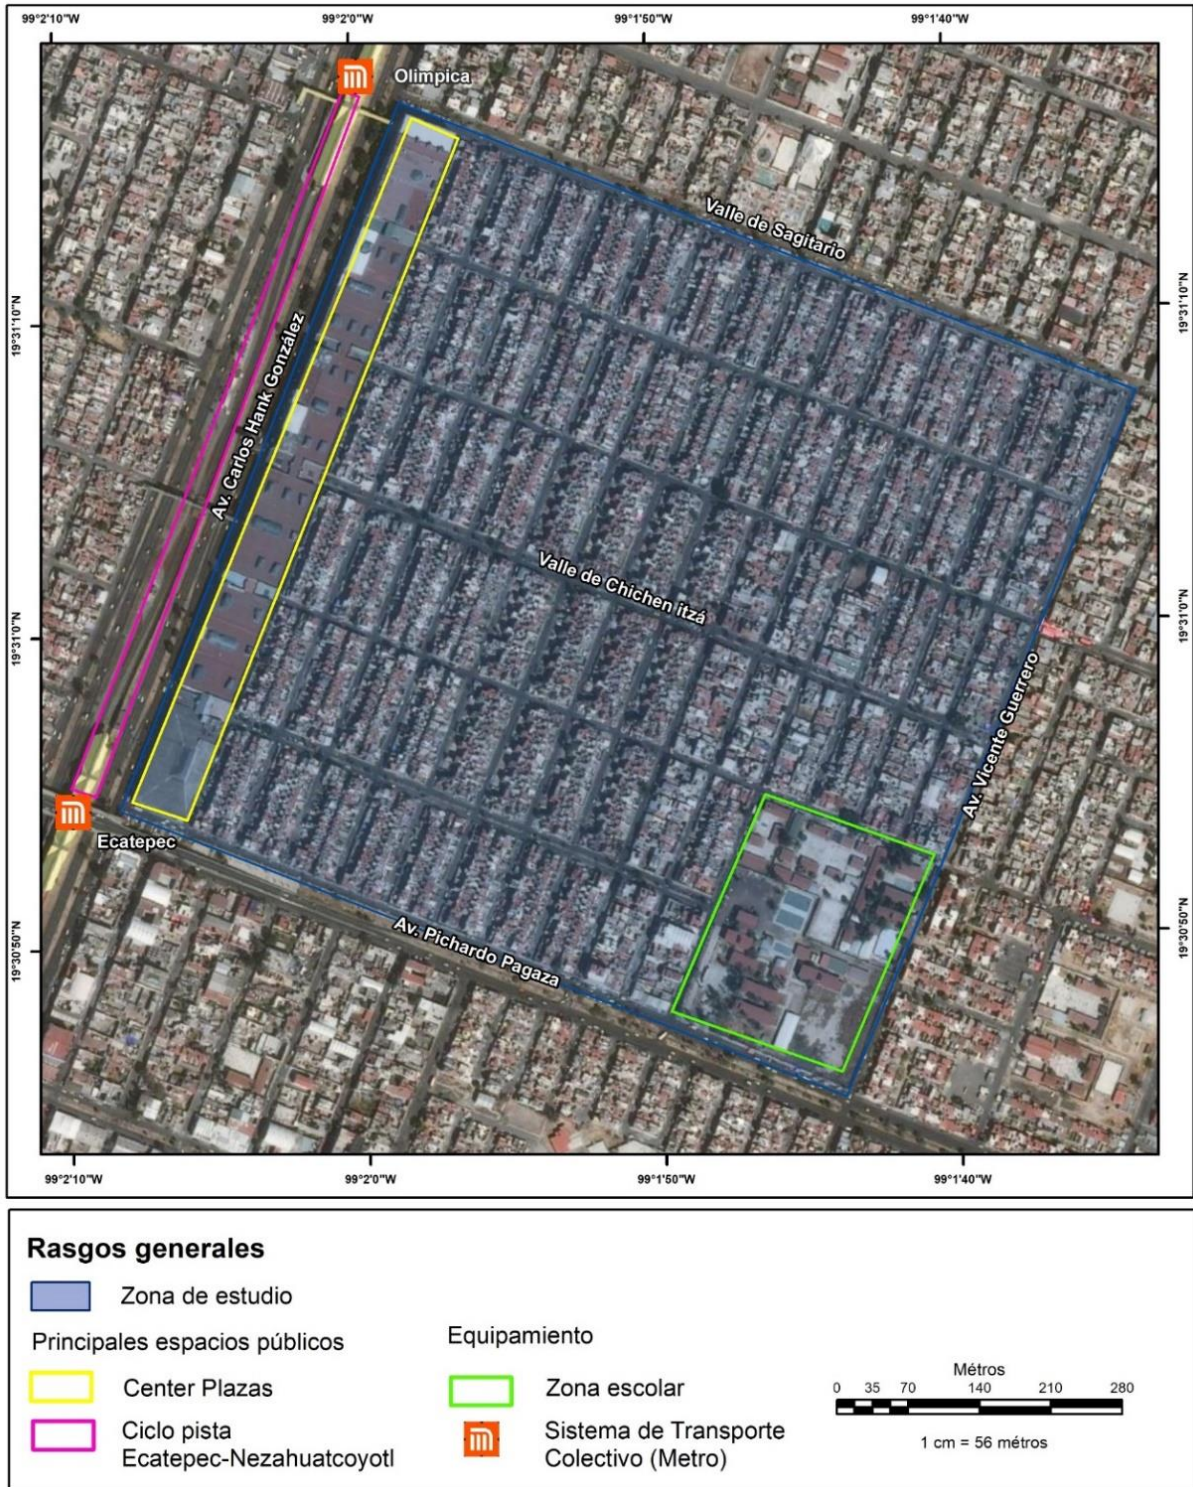 99°2'10"W 99°2'0"W 99°1'50"W 99°1'40"W
Olimpica
Valle de Sagitario
19°31'10"N
19°31'10"N
Av. Carlos Hank González
Valle de Chichen itzá
19°31'0"N
19°31'0"N
Av. Vicente Guerrero
Ecatepec
Av. Pichardo Pagaza
19°30'50"N
19°30'50"N
99°2'10"W 99°2'0"W 99°1'50"W 99°1'40"W
Rasgos generales
Zona de estudio
Principales espacios públicos
Center Plazas
Ciclo pista
Ecatepec-Nezahuatcoyotl
Equipamiento
Zona escolar
Sistema de Transporte
Colectivo (Metro)
Métros
0 35 70 140 210 280
1 cm = 56 métros